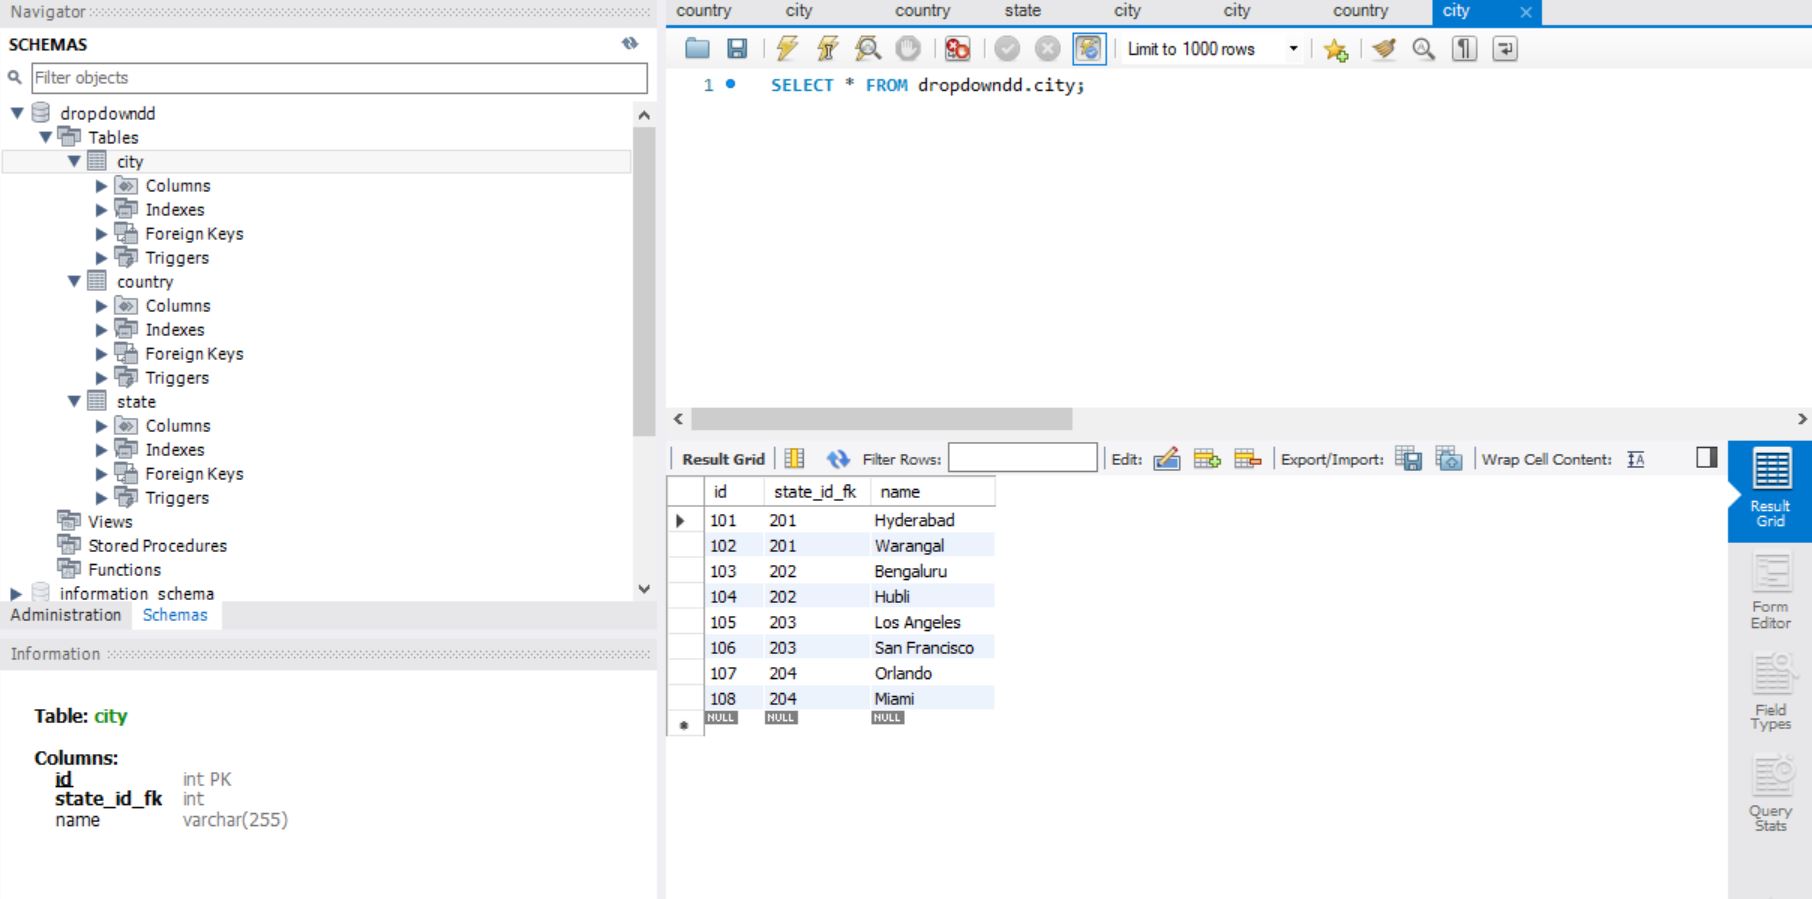 Navigator
SCHEMAS
Filter objects
dropdowndd
Tables
city
Columns
Indexes
Foreign Keys
Triggers
country
Columns
Indexes
Foreign Keys
Triggers
state
Columns
Indexes
Foreign Keys
Triggers
Views
Stored Procedures
Functions
information_schema
Administration Schemas
Information
Table: city
Columns:
id int PK
state_id_fk int
name varchar(255)
country city country state city city country city
Limit to 1000 rows
1 SELECT * FROM dropdowndd.city;
Result Grid Filter Rows: Edit: Export/Import: Wrap Cell Content:
id state_id_fk name
101 201 Hyderabad
102 201 Warangal
103 202 Bengaluru
104 202 Hubli
105 203 Los Angeles
106 203 San Francisco
107 204 Orlando
108 204 Miami
NULL NULL NULL
Result
Grid
Form
Editor
Field
Types
Query
Stats